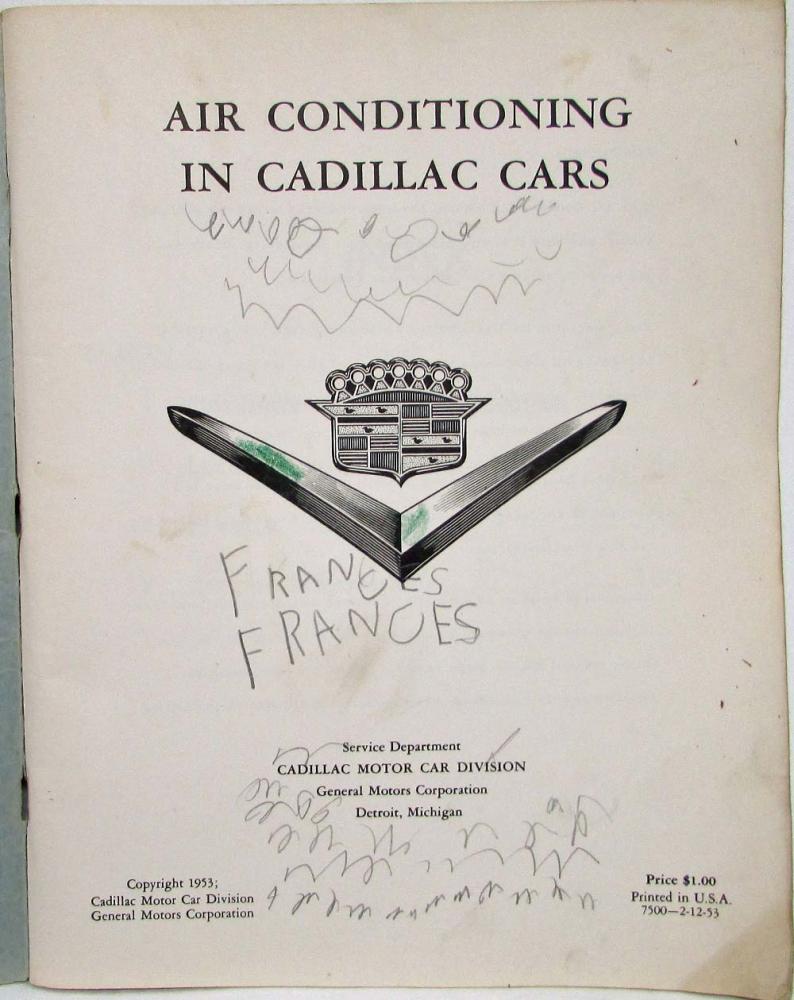 AIR CONDITIONING
IN CADILLAC CARS
FRANCES
FRANCES
Service Department
CADILLAC MOTOR CAR DIVISION
General Motors Corporation
Detroit, Michigan
Copyright 1953;
Cadillac Motor Car Division
General Motors Corporation
Price $1.00
Printed in U.S.A.
7500—2-12-53